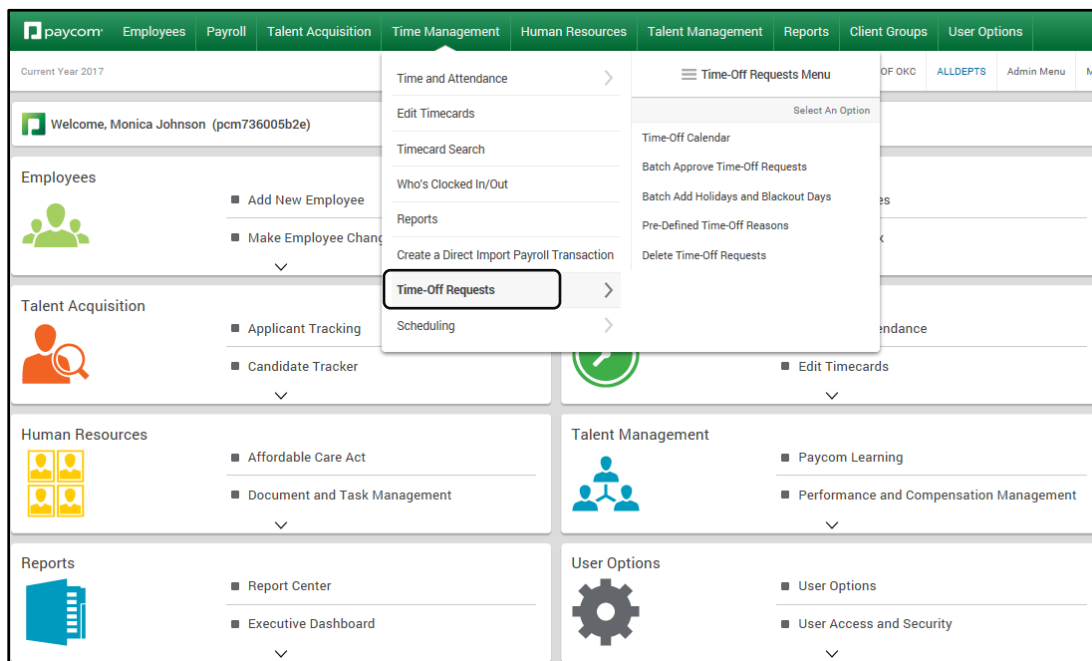 paycom Employees Payroll Talent Acquisition Time Management Human Resources Talent Management Reports Client Groups User Options
Current Year 2017
OF OKC ALLDEPTS Admin Menu M
Time and Attendance
Edit Timecards
Timecard Search
Who's Clocked In/Out
Reports
Create a Direct Import Payroll Transaction
Time-Off Requests
Scheduling
Time-Off Requests Menu
Select An Option
Time-Off Calendar
Batch Approve Time-Off Requests
Batch Add Holidays and Blackout Days
Pre-Defined Time-Off Reasons
Delete Time-Off Requests
Welcome, Monica Johnson (pcm736005b2e)
Employees
Add New Employee
Make Employee Chang
es
Talent Acquisition
Applicant Tracking
Candidate Tracker
endance
Edit Timecards
Human Resources
Affordable Care Act
Document and Task Management
Talent Management
Paycom Learning
Performance and Compensation Management
Reports
Report Center
Executive Dashboard
User Options
User Options
User Access and Security